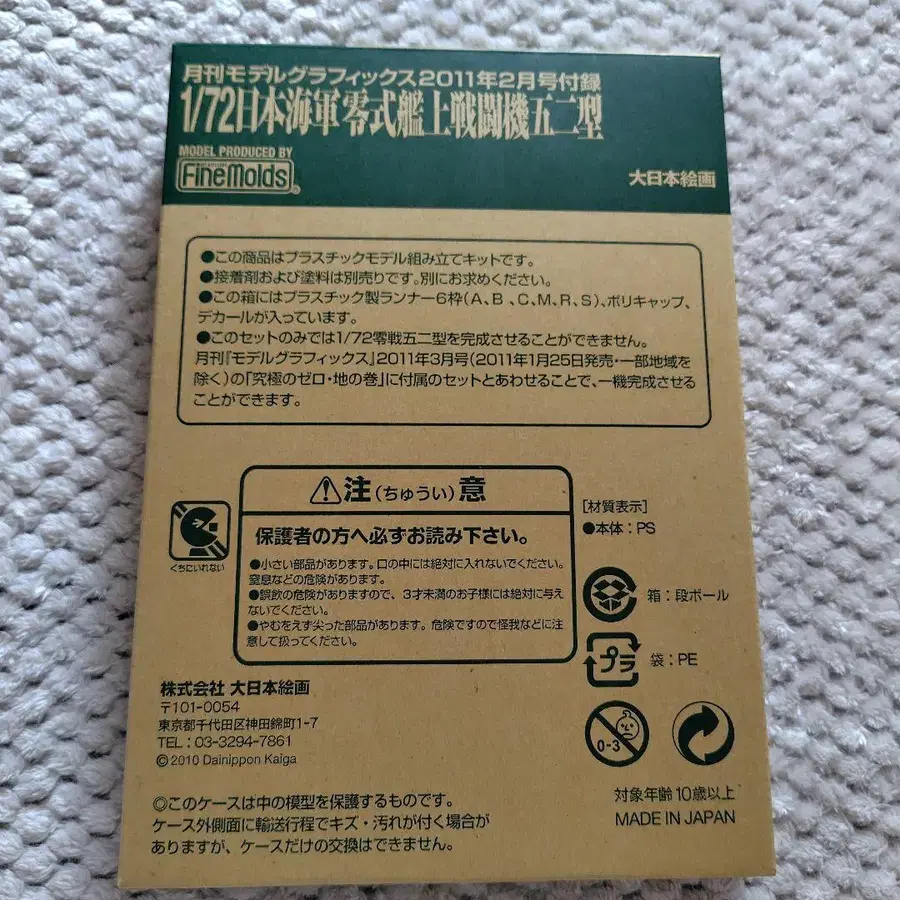 月刊モデルグラフィックス2011年2月号付録
1/72日本海軍零式艦上戦闘機五二型
MODEL PRODUCED BY
FineMolds®
大日本絵画
●この商品はプラスチックモデル組み立てキットです。
●接着剤および塗料は別売りです。別にお求めください。
●この箱にはプラスチック製ランナー6枠(A、B、C、M、R、S)、ポリキャップ、
デカールが入っています。
●このセットのみでは1/72零戦五二型を完成させることができません。
月刊『モデルグラフィックス』2011年3月号(2011年1月25日発売・一部地域を
除く)の「究極のゼロ・地の巻」に付属のセットとあわせることで、一機完成させる
ことができます。
注(ちゅうい)意
保護者の方へ必ずお読み下さい。
●小さい部品があります。口の中には絶対に入れないでください。
窒息などの危険があります。
●誤飲の危険がありますので、3才未満のお子様には絶対に与え
ないでください。
●やむをえず尖った部品があります。危険ですので怪我などに注
意して扱ってください。
くちにいれない
[材質表示]
●本体：PS
箱：段ボール
プラ
袋：PE
0-3
対象年齢10歳以上
MADE IN JAPAN
株式会社 大日本絵画
〒101-0054
東京都千代田区神田錦町1-7
TEL：03-3294-7861
©2010 Dainippon Kaiga
◎このケースは中の模型を保護するものです。
ケース外側面に輸送行程でキズ・汚れが付く場合が
ありますが、ケースだけの交換はできません。